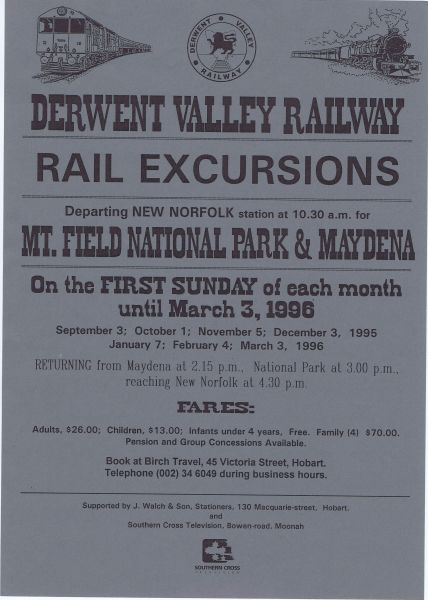 DERWENT VALLEY
RAILWAY
DERWENT VALLEY RAILWAY
RAIL EXCURSIONS
Departing NEW NORFOLK station at 10.30 a.m. for
MT. FIELD NATIONAL PARK & MAYDENA
On the FIRST SUNDAY of each month
until March 3, 1996
September 3; October 1; November 5; December 3, 1995
January 7; February 4; March 3, 1996
RETURNING from Maydena at 2.15 p.m., National Park at 3.00 p.m.,
reaching New Norfolk at 4.30 p.m.
FARES:
Adults, $26.00; Children, $13.00; Infants under 4 years, Free. Family (4) $70.00.
Pension and Group Concessions Available.
Book at Birch Travel, 45 Victoria Street, Hobart.
Telephone (002) 34 6049 during business hours.
Supported by J. Walch & Son, Stationers, 130 Macquarie-street, Hobart.
and
Southern Cross Television, Bowen-road, Moonah
SOUTHERN CROSS